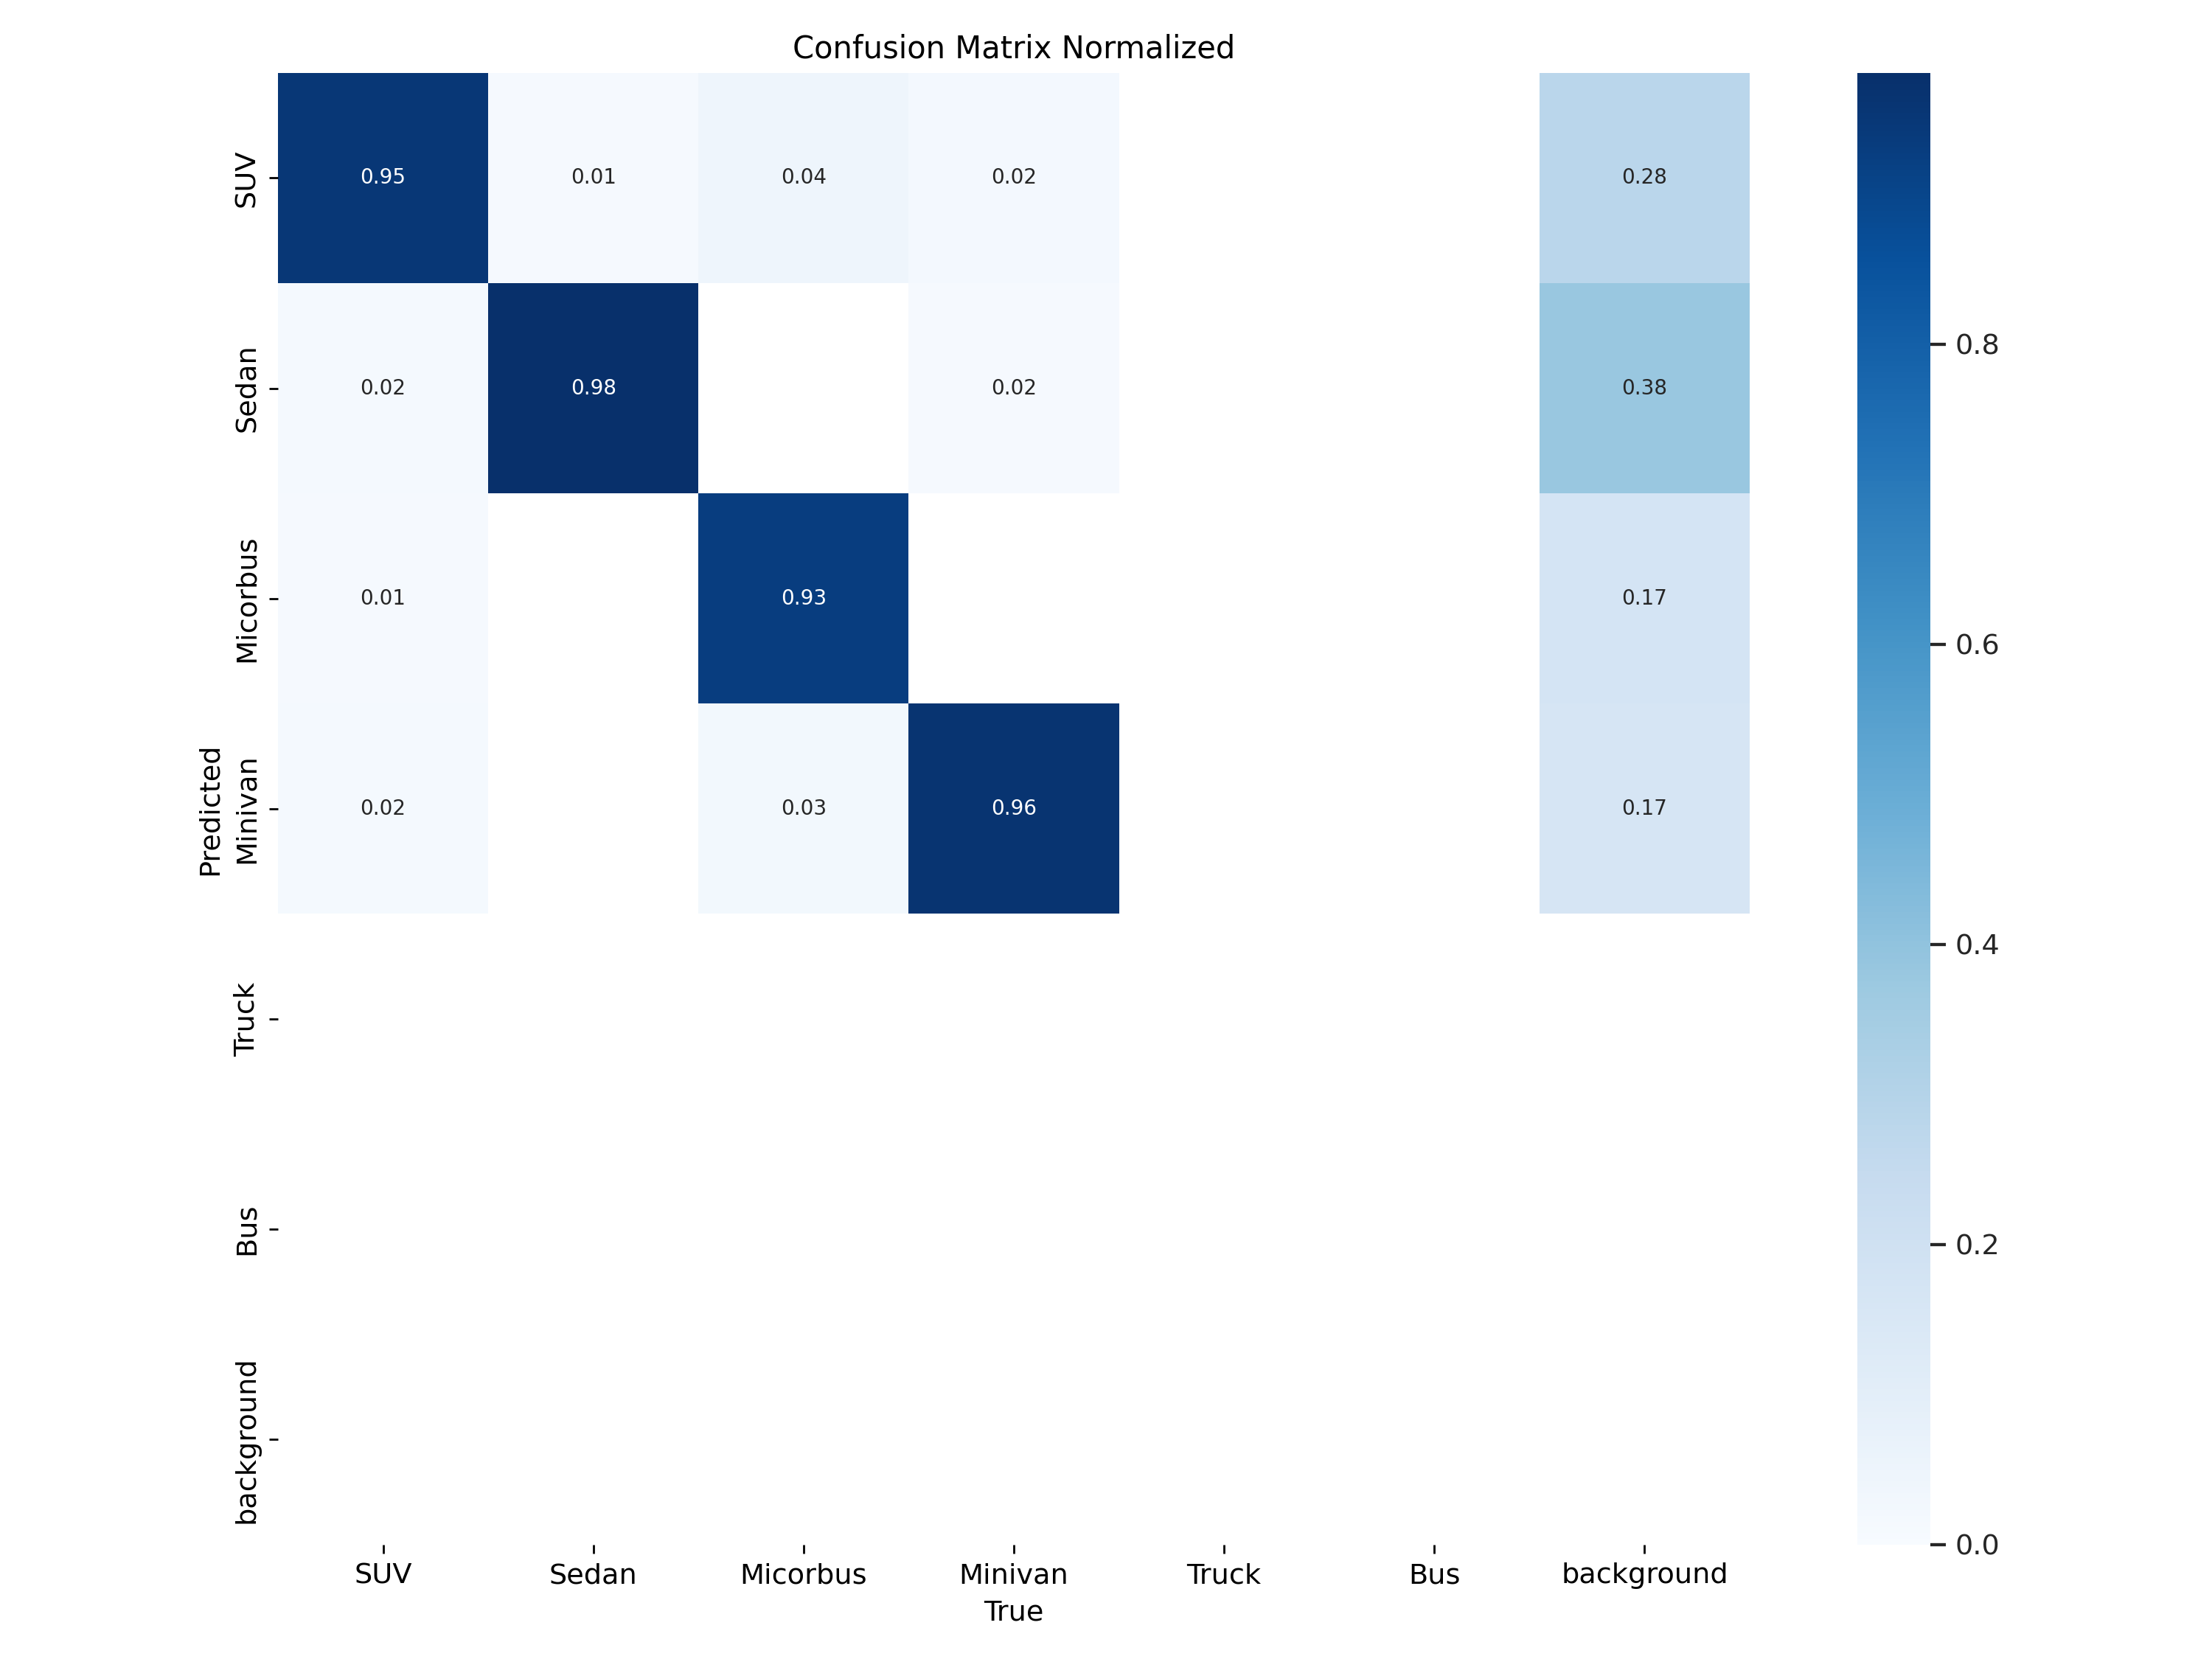 Confusion Matrix Normalized
SUV 0.95 0.01 0.04 0.02 0.28
Sedan 0.02 0.98 0.02 0.38
Micorbus 0.01 0.93 0.17
Minivan 0.02 0.03 0.96 0.17
Truck
Bus
background
Predicted
SUV Sedan Micorbus Minivan Truck Bus background
True
0.8
0.6
0.4
0.2
0.0